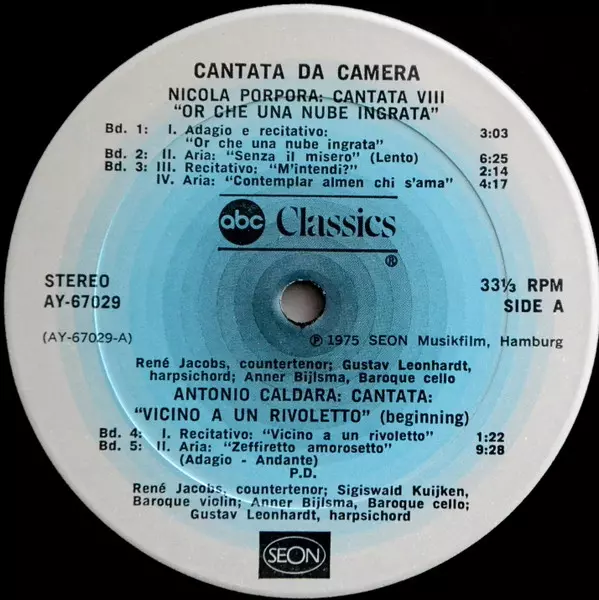 CANTATA DA CAMERA
NICOLA PORPORA: CANTATA VIII
"OR CHE UNA NUBE INGRATA"
Bd. 1: I. Adagio e recitativo:
"Or che una nube ingrata" 3:03
Bd. 2: II. Aria: "Senza il misero" (Lento) 6:25
Bd. 3: III. Recitativo: "M'intendi?" 2:14
IV. Aria: "Contemplar almen chi s'ama" 4:17
abc Classics
®
STEREO
AY-67029
(AY-67029-A)
33⅓ RPM
SIDE A
℗ 1975 SEON Musikfilm, Hamburg
René Jacobs, countertenor; Gustav Leonhardt,
harpsichord; Anner Bijlsma, Baroque cello
ANTONIO CALDARA: CANTATA:
"VICINO A UN RIVOLETTO" (beginning)
Bd. 4: I. Recitativo: "Vicino a un rivoletto" 1:22
Bd. 5: II. Aria: "Zeffiretto amorosetto" 9:28
(Adagio - Andante)
P.D.
René Jacobs, countertenor; Sigiswald Kuijken,
Baroque violin; Anner Bijlsma, Baroque cello;
Gustav Leonhardt, harpsichord
SEON